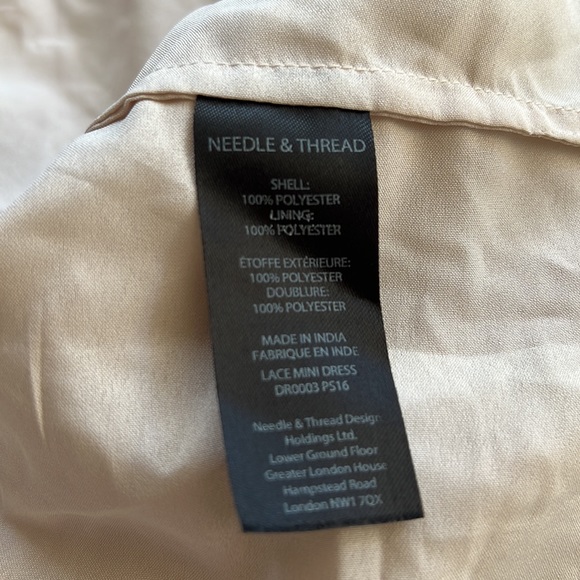 NEEDLE & THREAD
SHELL:
100% POLYESTER
LINING:
100% POLYESTER
ÉTOFFE EXTÉRIEURE:
100% POLYESTER
DOUBLURE:
100% POLYESTER
MADE IN INDIA
FABRIQUE EN INDE
LACE MINI DRESS
DR0003 PS16
Needle & Thread Design
Holdings Ltd.
Lower Ground Floor
Greater London House
Hampstead Road
London NW1 7QX